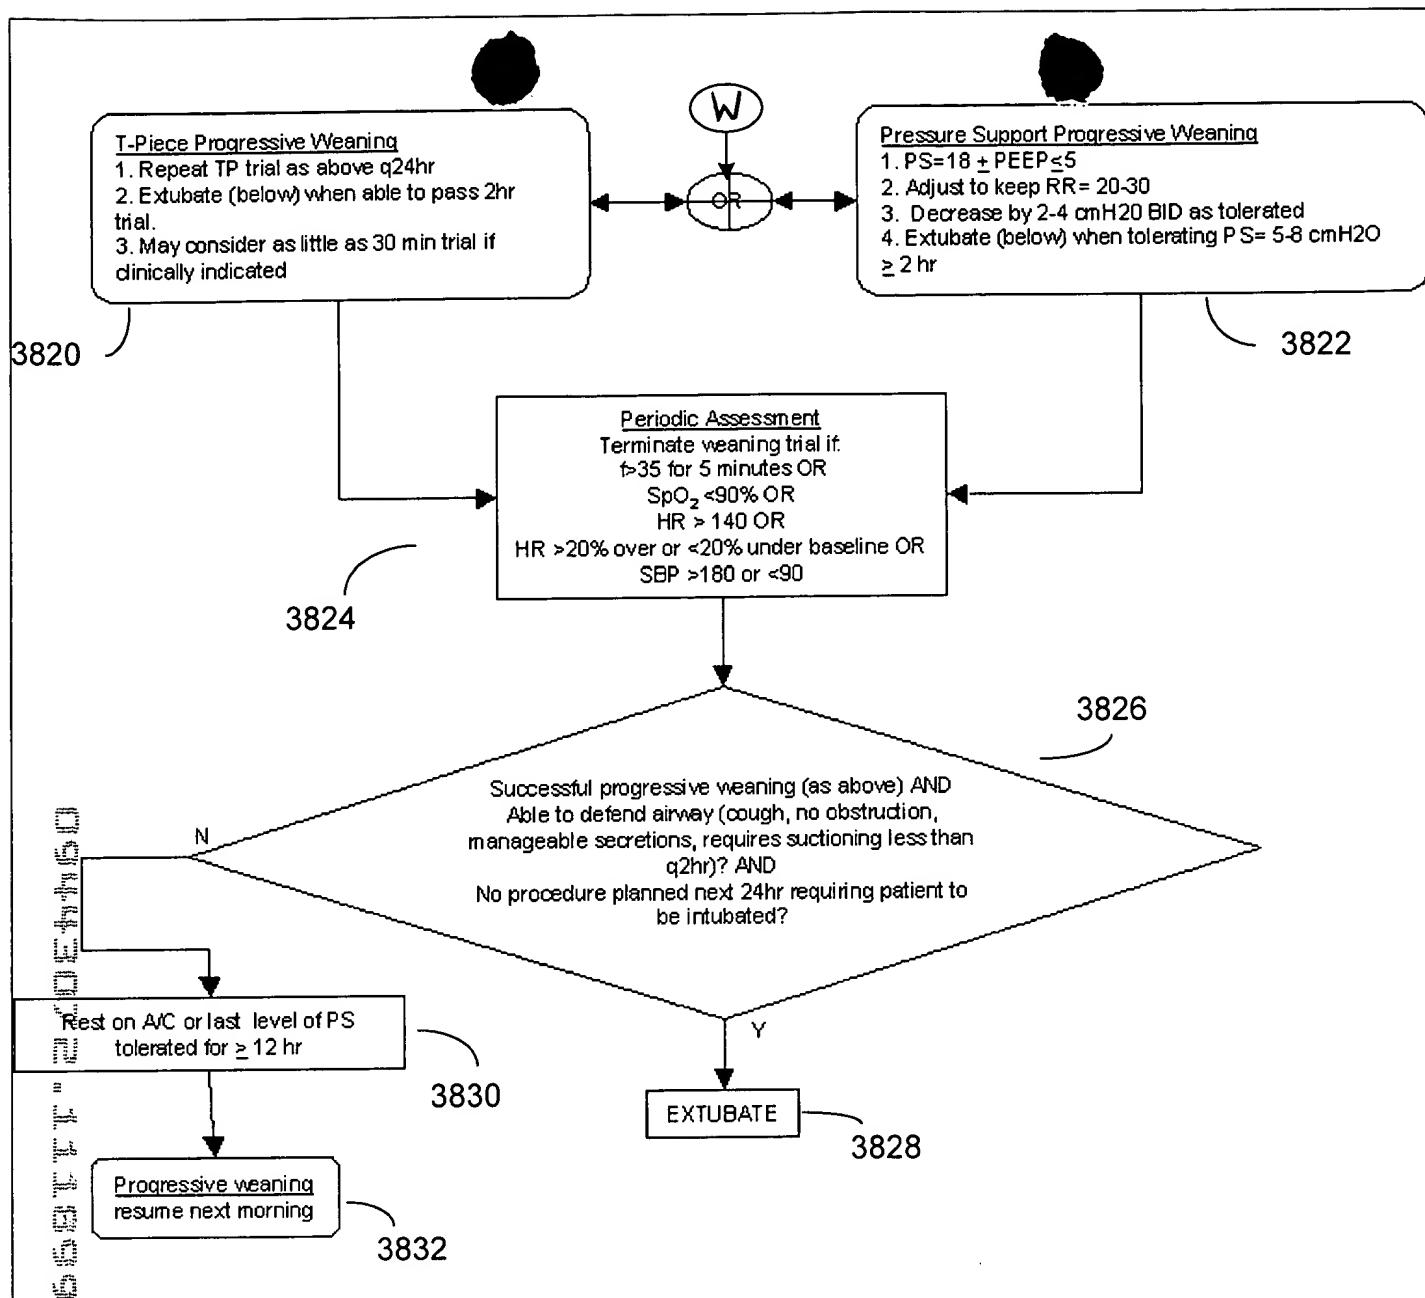 W
OR
T-Piece Progressive Weaning
1. Repeat TP trial as above q24hr
2. Extubate (below) when able to pass 2hr
trial.
3. May consider as little as 30 min trial if
clinically indicated
3820
Pressure Support Progressive Weaning
1. PS=18 ± PEEP≤5
2. Adjust to keep RR= 20-30
3. Decrease by 2-4 cmH20 BID as tolerated
4. Extubate (below) when tolerating PS= 5-8 cmH2O
≥ 2 hr
3822
Periodic Assessment
Terminate weaning trial if:
f>35 for 5 minutes OR
SpO₂ <90% OR
HR > 140 OR
HR >20% over or <20% under baseline OR
SBP >180 or <90
3824
3826
Successful progressive weaning (as above) AND
Able to defend airway (cough, no obstruction,
manageable secretions, requires suctioning less than
q2hr)? AND
No procedure planned next 24hr requiring patient to
be intubated?
N
Y
Rest on A/C or last level of PS
tolerated for ≥ 12 hr
3830
EXTUBATE
3828
Progressive weaning
resume next morning
3832
09443072.111899